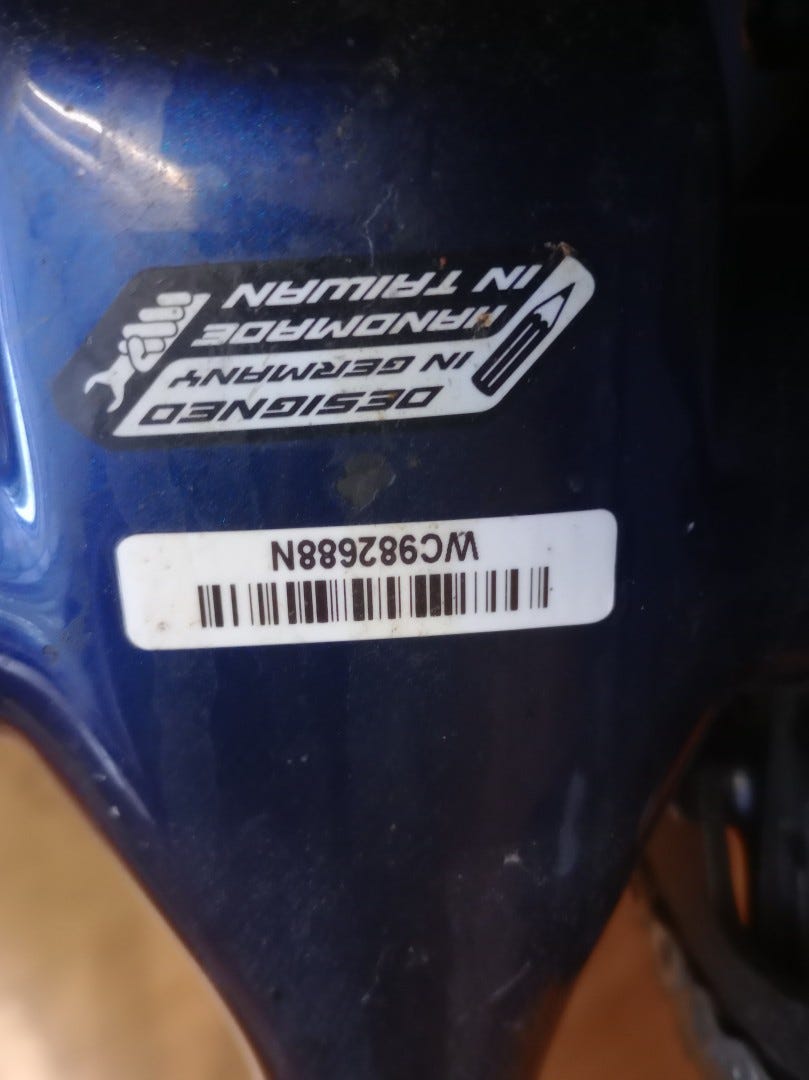 WC982688N
DESIGNED
IN GERMANY
HANDMADE
IN TAIWAN